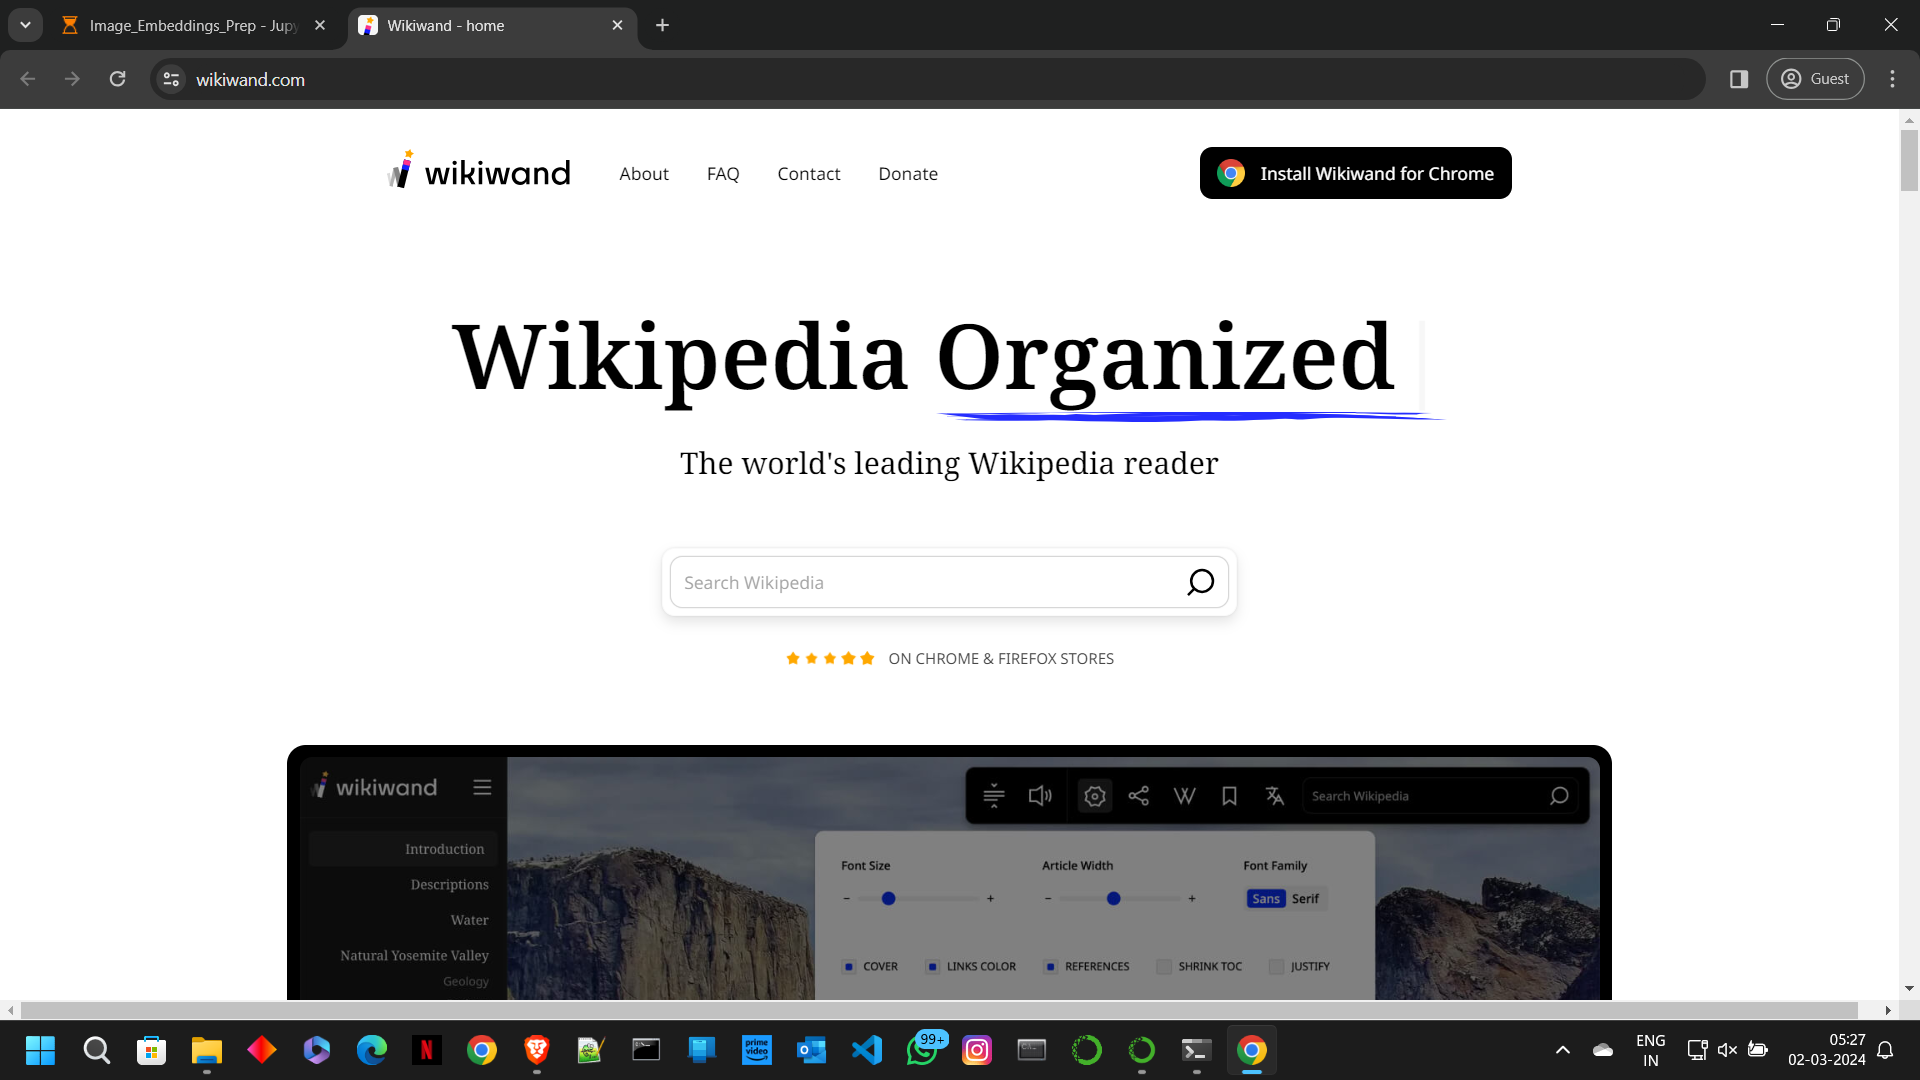 Image_Embeddings_Prep - Jupy
Wikiwand - home
wikiwand.com
Guest
wikiwand
About
FAQ
Contact
Donate
Install Wikiwand for Chrome
Wikipedia Organized
The world's leading Wikipedia reader
Search Wikipedia
ON CHROME & FIREFOX STORES
wikiwand
Search Wikipedia
Introduction
Descriptions
Water
Natural Yosemite Valley
Geology
Font Size
Article Width
Font Family
- +
- +
Sans Serif
COVER
LINKS COLOR
REFERENCES
SHRINK TOC
JUSTIFY
prime video
99+
ENG
IN
05:27
02-03-2024